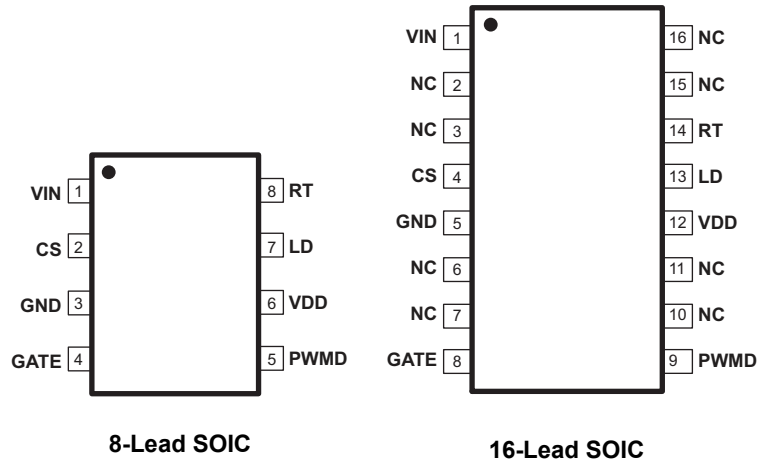 VIN 1 16 NC
NC 2 15 NC
NC 3 14 RT
CS 4 13 LD
GND 5 12 VDD
NC 6 11 NC
NC 7 10 NC
GATE 8 9 PWMD
16-Lead SOIC
VIN 1 8 RT
CS 2 7 LD
GND 3 6 VDD
GATE 4 5 PWMD
8-Lead SOIC